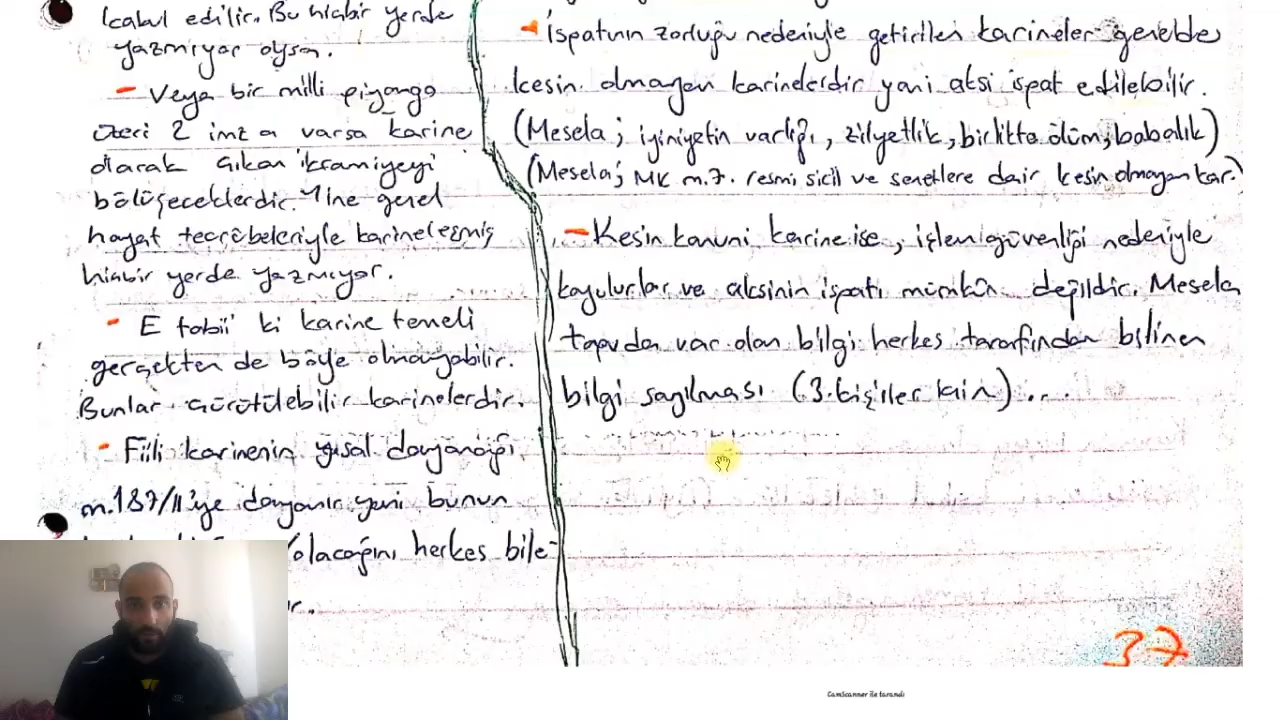 kabul edilir. Bu hiçbir yerde
yazmıyor oysa.
- Veya bir milli piyango
üzeri 2 imza varsa karine
olarak çıkan ikramiyeyi
bölüşeceklerdir. Yine genel
hayat tecrübeleriyle karineleşmiş
hiçbir yerde yazmıyor.
- E tabii ki karine temeli
gerçekten de böyle olmayabilir.
Bunlar çürütülebilir karinelerdir.
- Fiili karinenin yasal dayanağı
m.187/II'ye dayanır yani bunun
olacağını herkes bile-
- İspatının zorluğu nedeniyle getirilen karineler genelde
kesin olmayan karinelerdir yani aksi ispat edilebilir.
(Mesela; iyiniyetin varlığı, zilyetlik, birlikte ölüm, babalık)
(Mesela; MK m.7. resmi sicil ve senetlere dair kesin olmayan kar.)
- Kesin kanuni karine ise, işlem güvenliği nedeniyle
koyulurlar ve aksinin ispatı mümkün değildir. Mesela
tapuda var olan bilgi herkes tarafından bilinen
bilgi sayılması (3. kişiler için)...
37
CamScanner ile tarandı